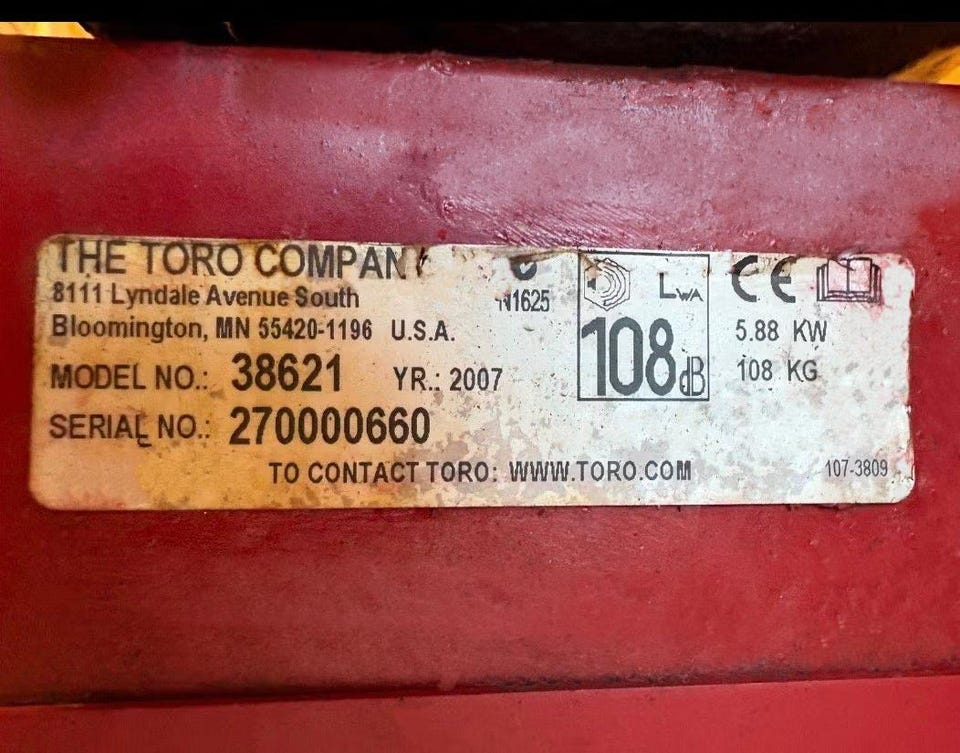 THE TORO COMPANY
8111 Lyndale Avenue South
Bloomington, MN 55420-1196 U.S.A.
MODEL NO.: 38621 YR.: 2007
SERIAL NO.: 270000660
TO CONTACT TORO: WWW.TORO.COM
N1625
LWA
108dB
CE
5.88 KW
108 KG
107-3809